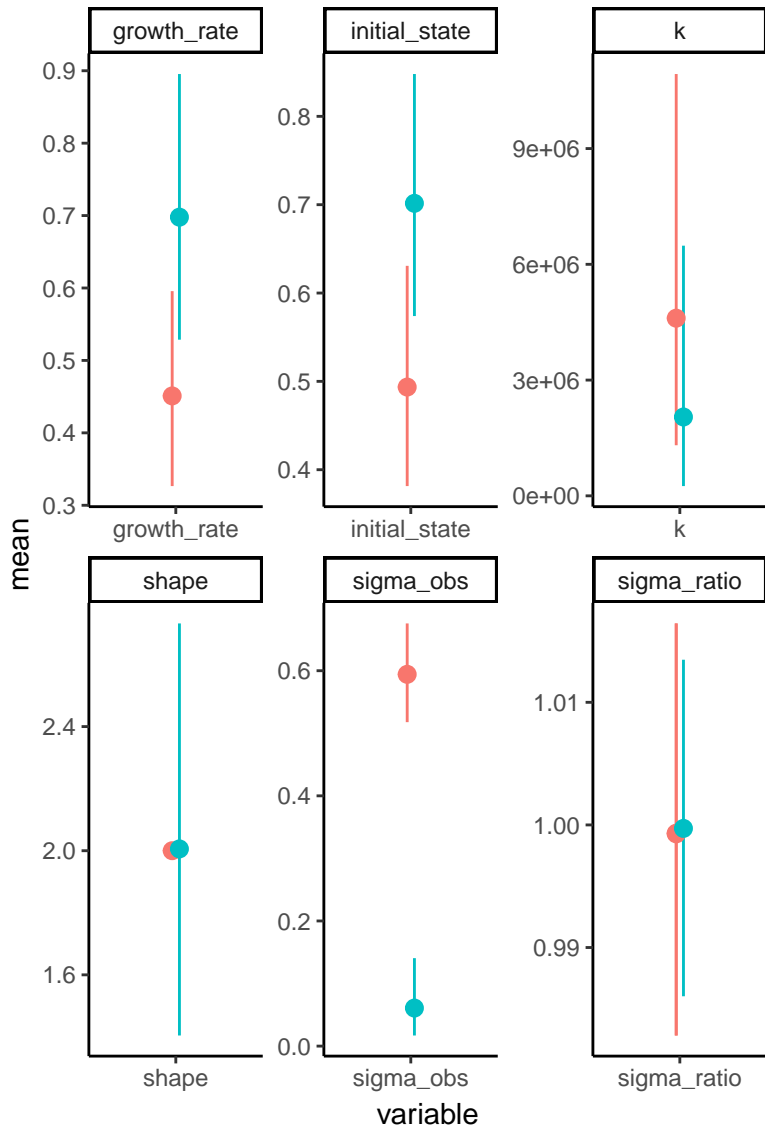 growth_rate
initial_state
k
0.9
0.8
0.7
0.6
0.5
0.4
0.3
0.8
0.7
0.6
0.5
0.4
9e+06
6e+06
3e+06
0e+00
growth_rate
initial_state
k
mean
shape
sigma_obs
sigma_ratio
2.4
2.0
1.6
0.6
0.4
0.2
0.0
1.01
1.00
0.99
shape
sigma_obs
sigma_ratio
variable